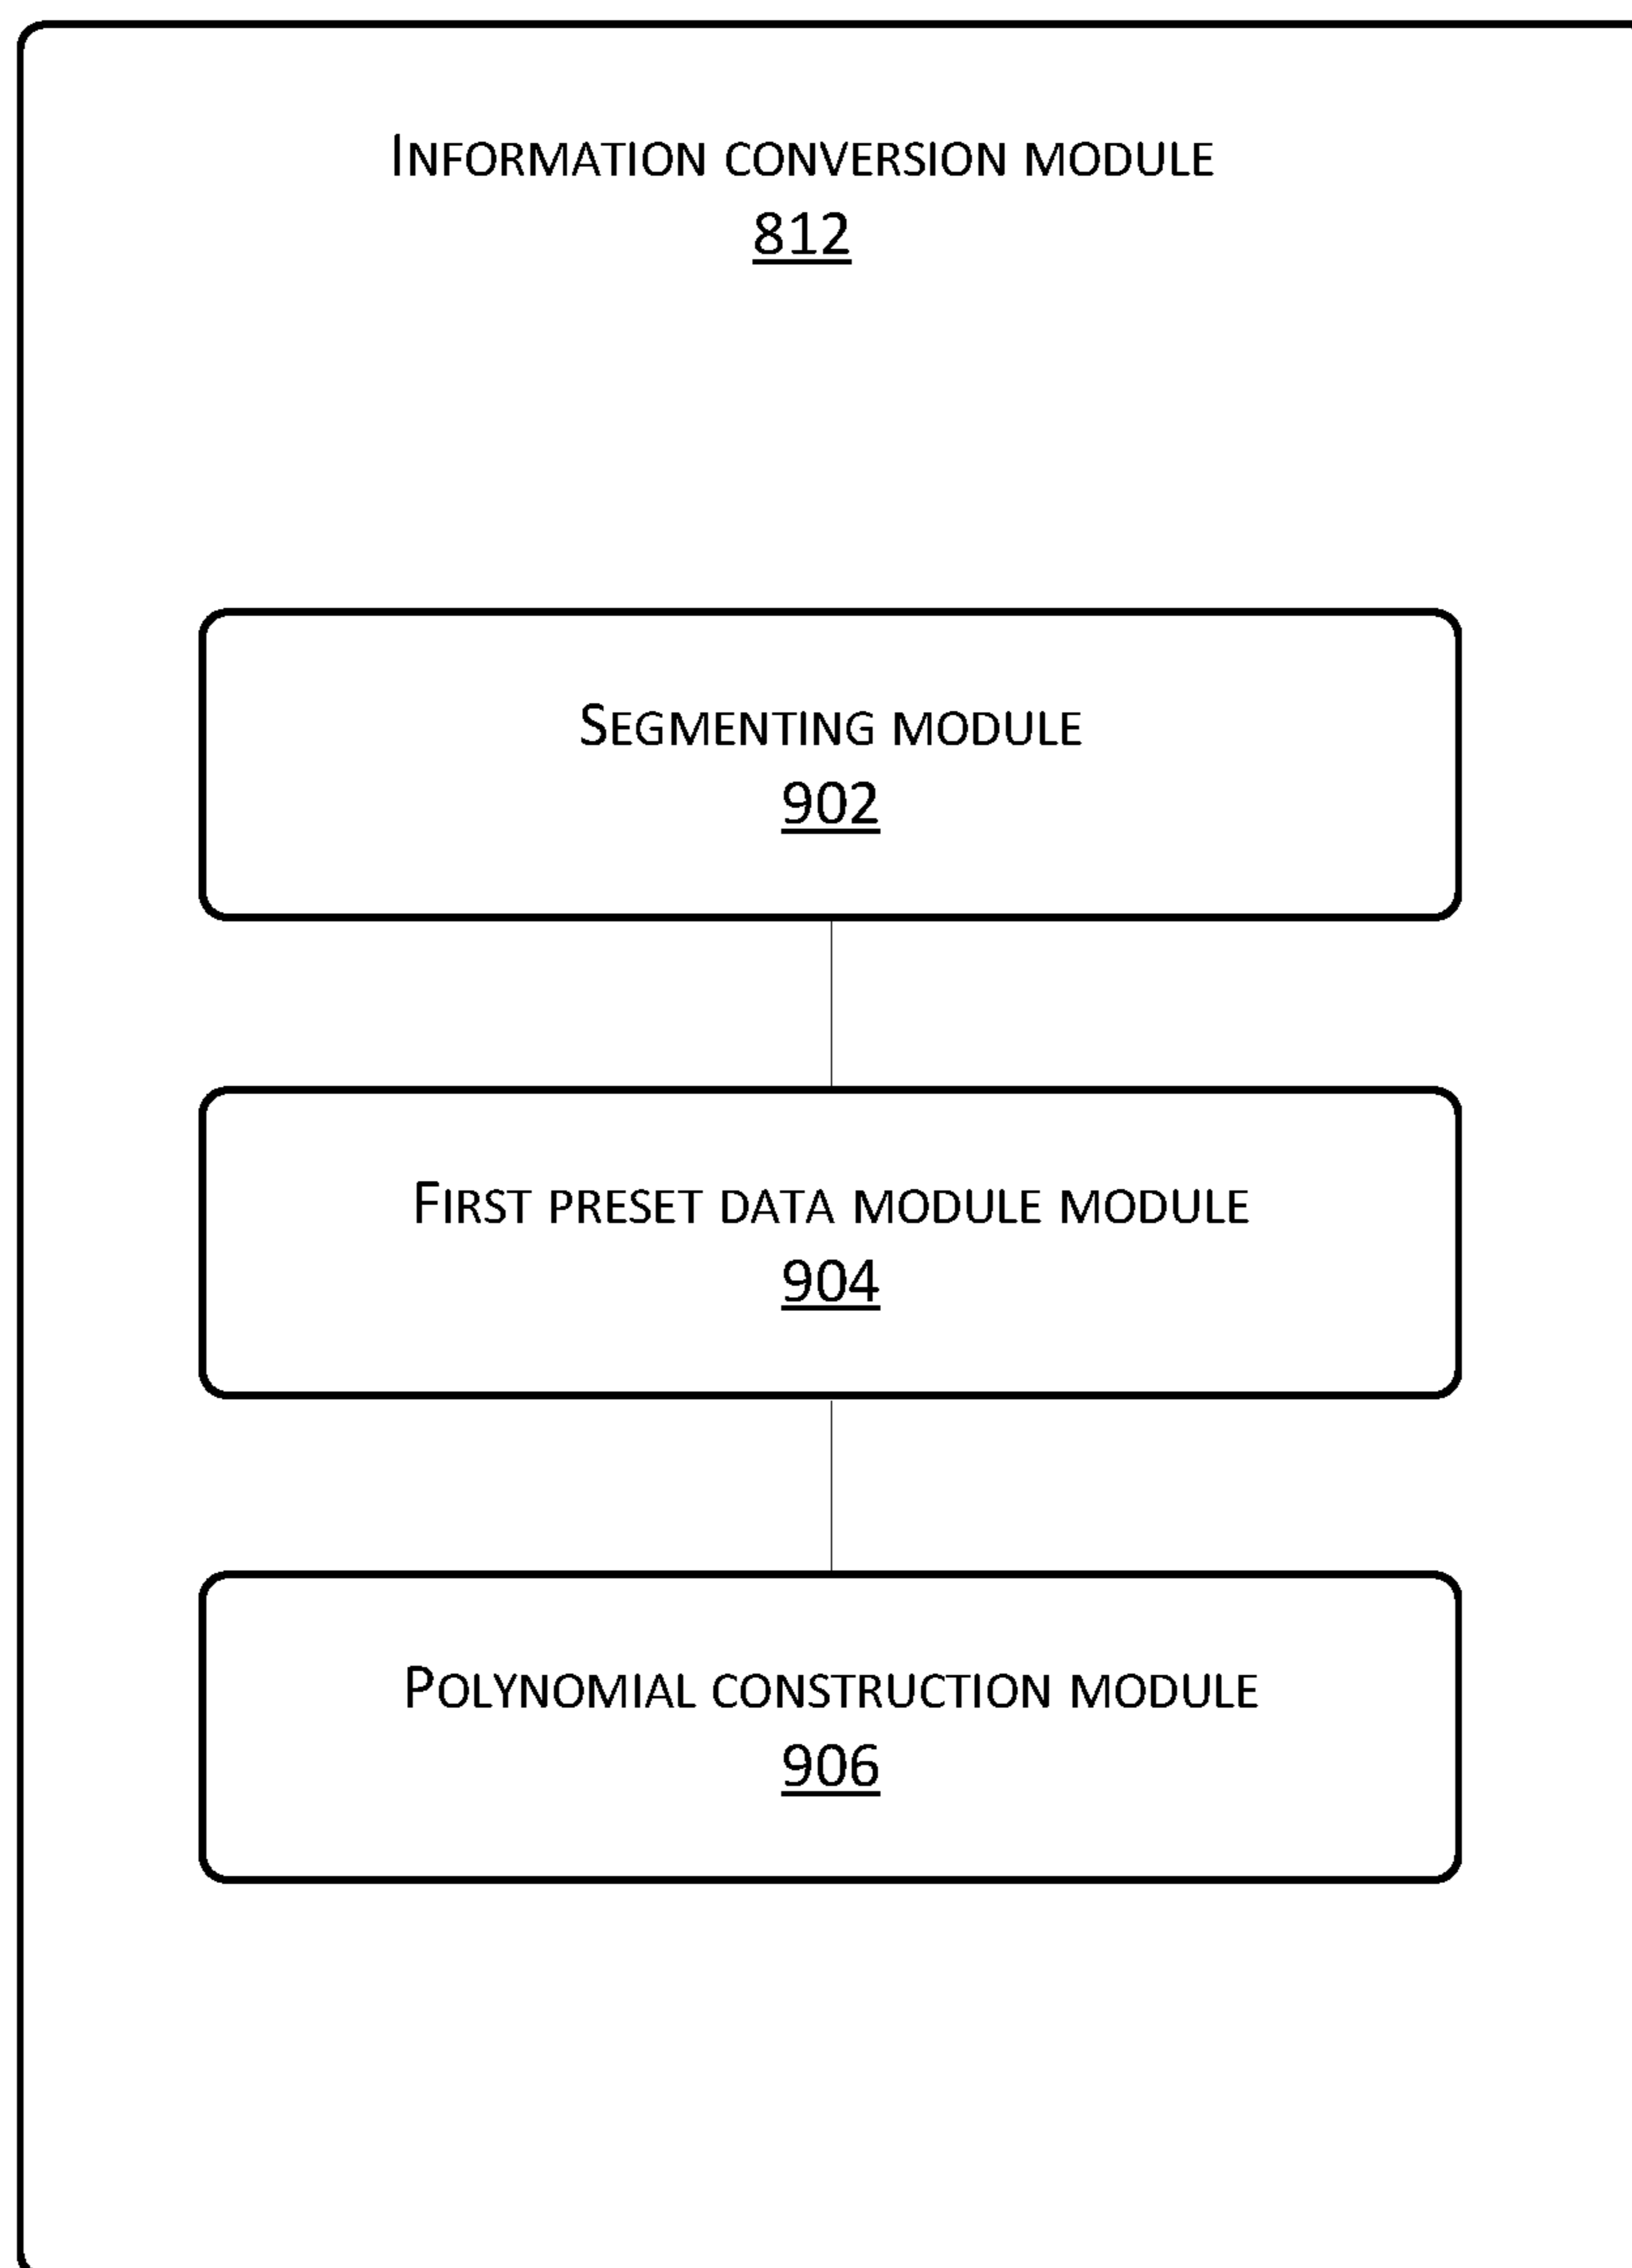 Information conversion module
812
Segmenting module
902
First preset data module module
904
Polynomial construction module
906